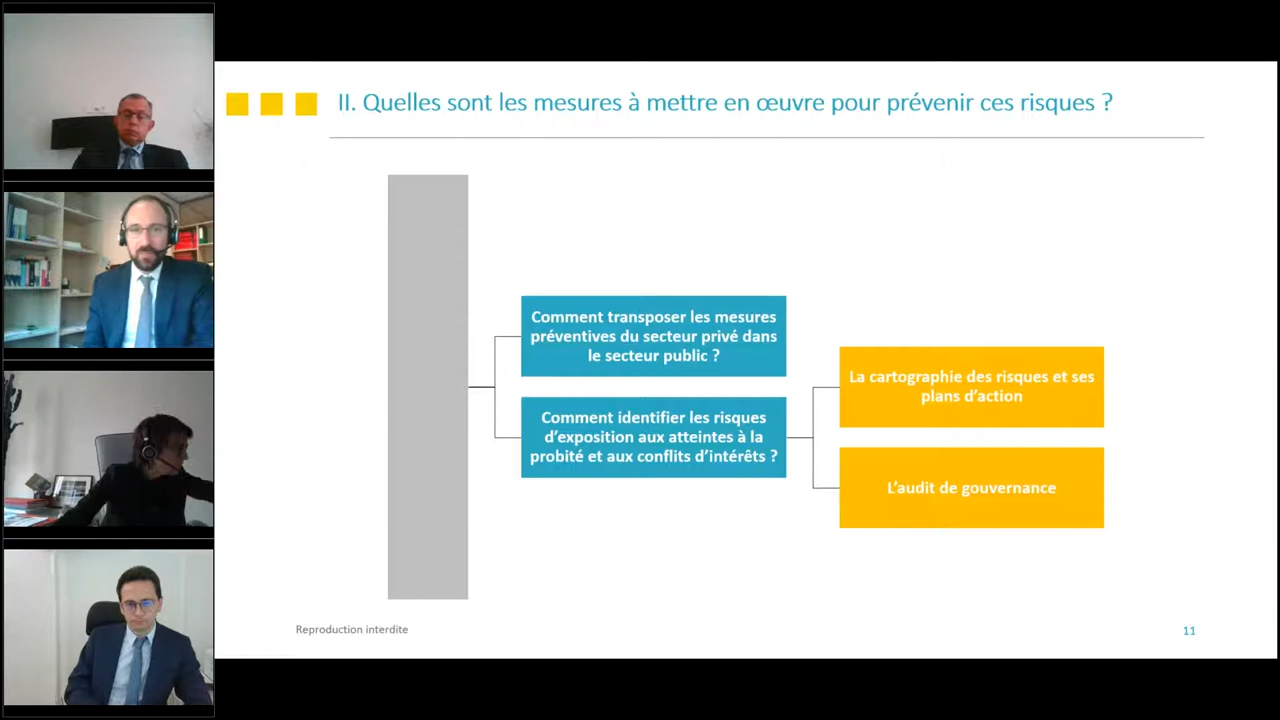 II. Quelles sont les mesures à mettre en œuvre pour prévenir ces risques ?
Comment transposer les mesures
préventives du secteur privé dans
le secteur public ?
Comment identifier les risques
d’exposition aux atteintes à la
probité et aux conflits d’intérêts ?
La cartographie des risques et ses
plans d’action
L’audit de gouvernance
Reproduction interdite
11